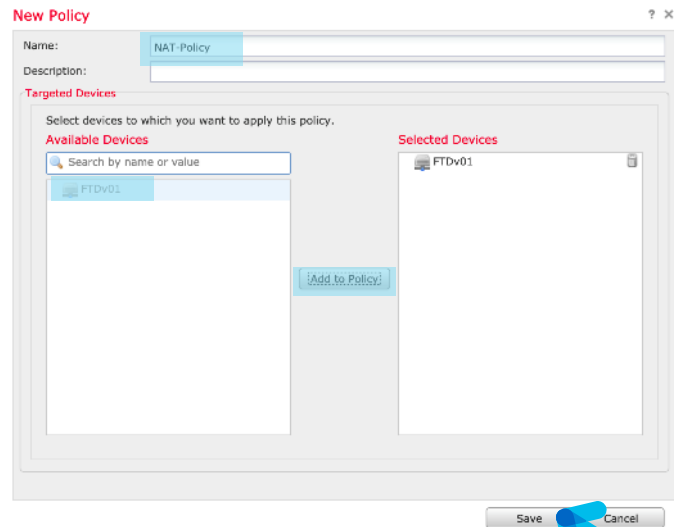 New Policy
?
Name:
NAT-Policy
Description:
Targeted Devices
Select devices to which you want to apply this policy.
Available Devices
Selected Devices
Search by name or value
FTDv01
FTDv01
Add to Policy
Save
Cancel